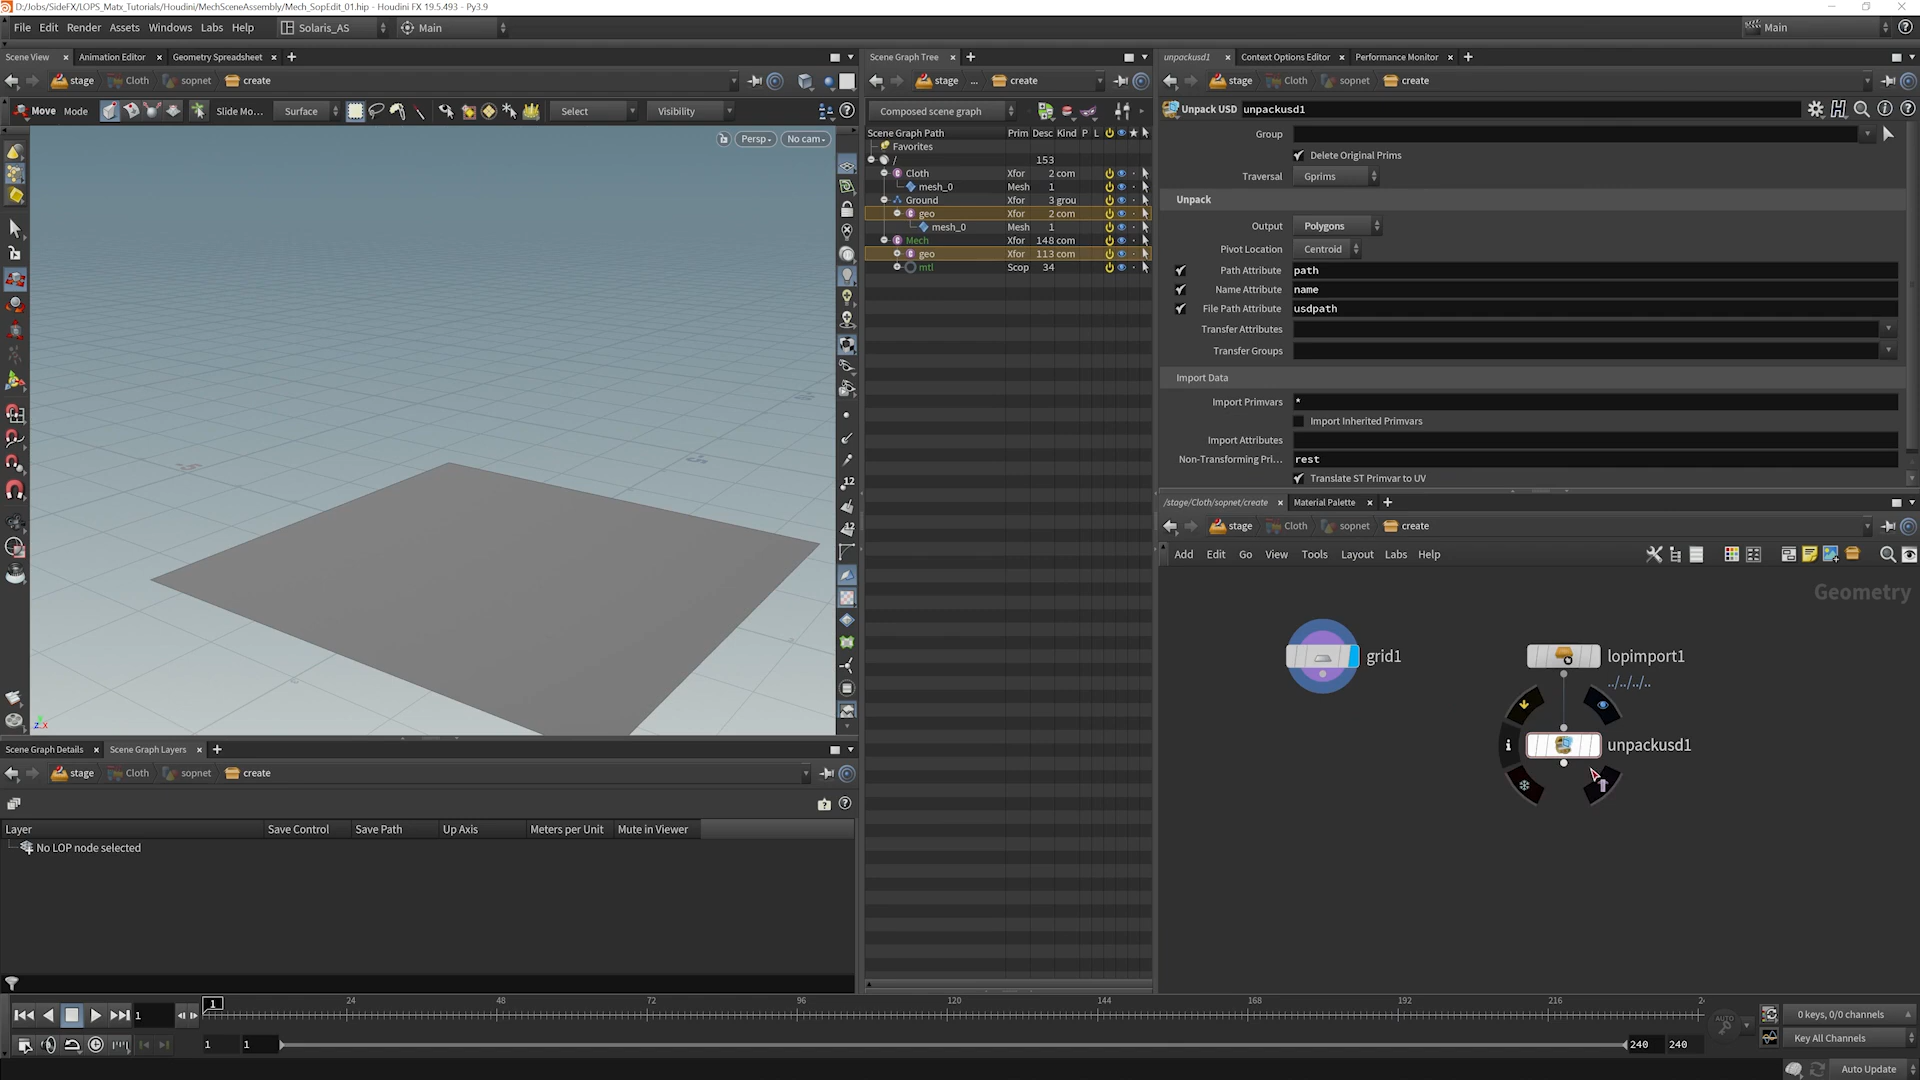 D:/Jobs/SideFX/LOPS_Matx_Tutorials/Houdini/MechSceneAssembly/Mech_SopEdit_01.hip - Houdini FX 19.5.493 - Py3.9
File Edit Render Assets Windows Labs Help Solaris_AS Main Main
Scene View Animation Editor Geometry Spreadsheet
stage Cloth sopnet create
Move Mode Slide Mo... Surface Select Visibility
Persp No cam
Scene Graph Tree
stage ... create
Composed scene graph
Scene Graph Path Prim Desc Kind P L
Favorites
/ 153
Cloth Xfor 2 com
mesh_0 Mesh 1
Ground Xfor 3 grou
geo Xfor 2 com
mesh_0 Mesh 1
Mech Xfor 148 com
geo Xfor 113 com
mtl Scop 34
unpackusd1 Context Options Editor Performance Monitor
stage Cloth sopnet create
Unpack USD unpackusd1
Group
Delete Original Prims
Traversal Gprims
Unpack
Output Polygons
Pivot Location Centroid
Path Attribute path
Name Attribute name
File Path Attribute usdpath
Transfer Attributes
Transfer Groups
Import Data
Import Primvars *
Import Inherited Primvars
Import Attributes
Non-Transforming Pri... rest
Translate ST Primvar to UV
/stage/Cloth/sopnet/create Material Palette
stage Cloth sopnet create
Add Edit Go View Tools Layout Labs Help
Geometry
grid1
lopimport1
../../../..
unpackusd1
Scene Graph Details Scene Graph Layers
stage Cloth sopnet create
Layer Save Control Save Path Up Axis Meters per Unit Mute in Viewer
No LOP node selected
1 24 48 72 96 120 144 168 192 216
1
1 1 240 240
0 keys, 0/0 channels
Key All Channels
Auto Update